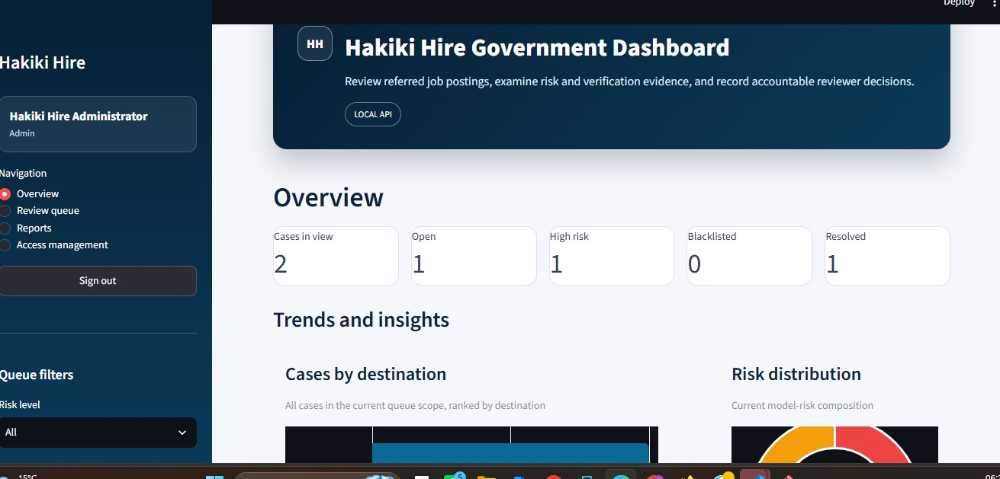 Deploy
Hakiki Hire
Hakiki Hire Administrator
Admin
Navigation
Overview
Review queue
Reports
Access management
Sign out
Queue filters
Risk level
All
HH
Hakiki Hire Government Dashboard
Review referred job postings, examine risk and verification evidence, and record accountable reviewer decisions.
LOCAL API
Overview
Cases in view
2
Open
1
High risk
1
Blacklisted
0
Resolved
1
Trends and insights
Cases by destination
All cases in the current queue scope, ranked by destination
Risk distribution
Current model-risk composition
15°C
5